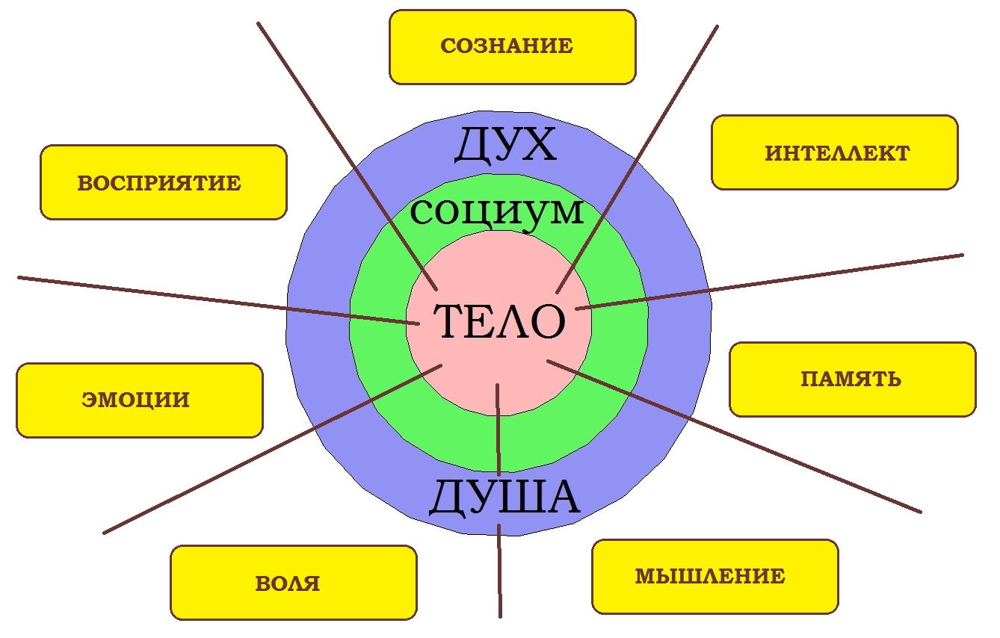 СОЗНАНИЕ
ДУХ
ИНТЕЛЛЕКТ
ВОСПРИЯТИЕ
социум
ТЕЛО
ПАМЯТЬ
ЭМОЦИИ
ДУША
ВОЛЯ
МЫШЛЕНИЕ